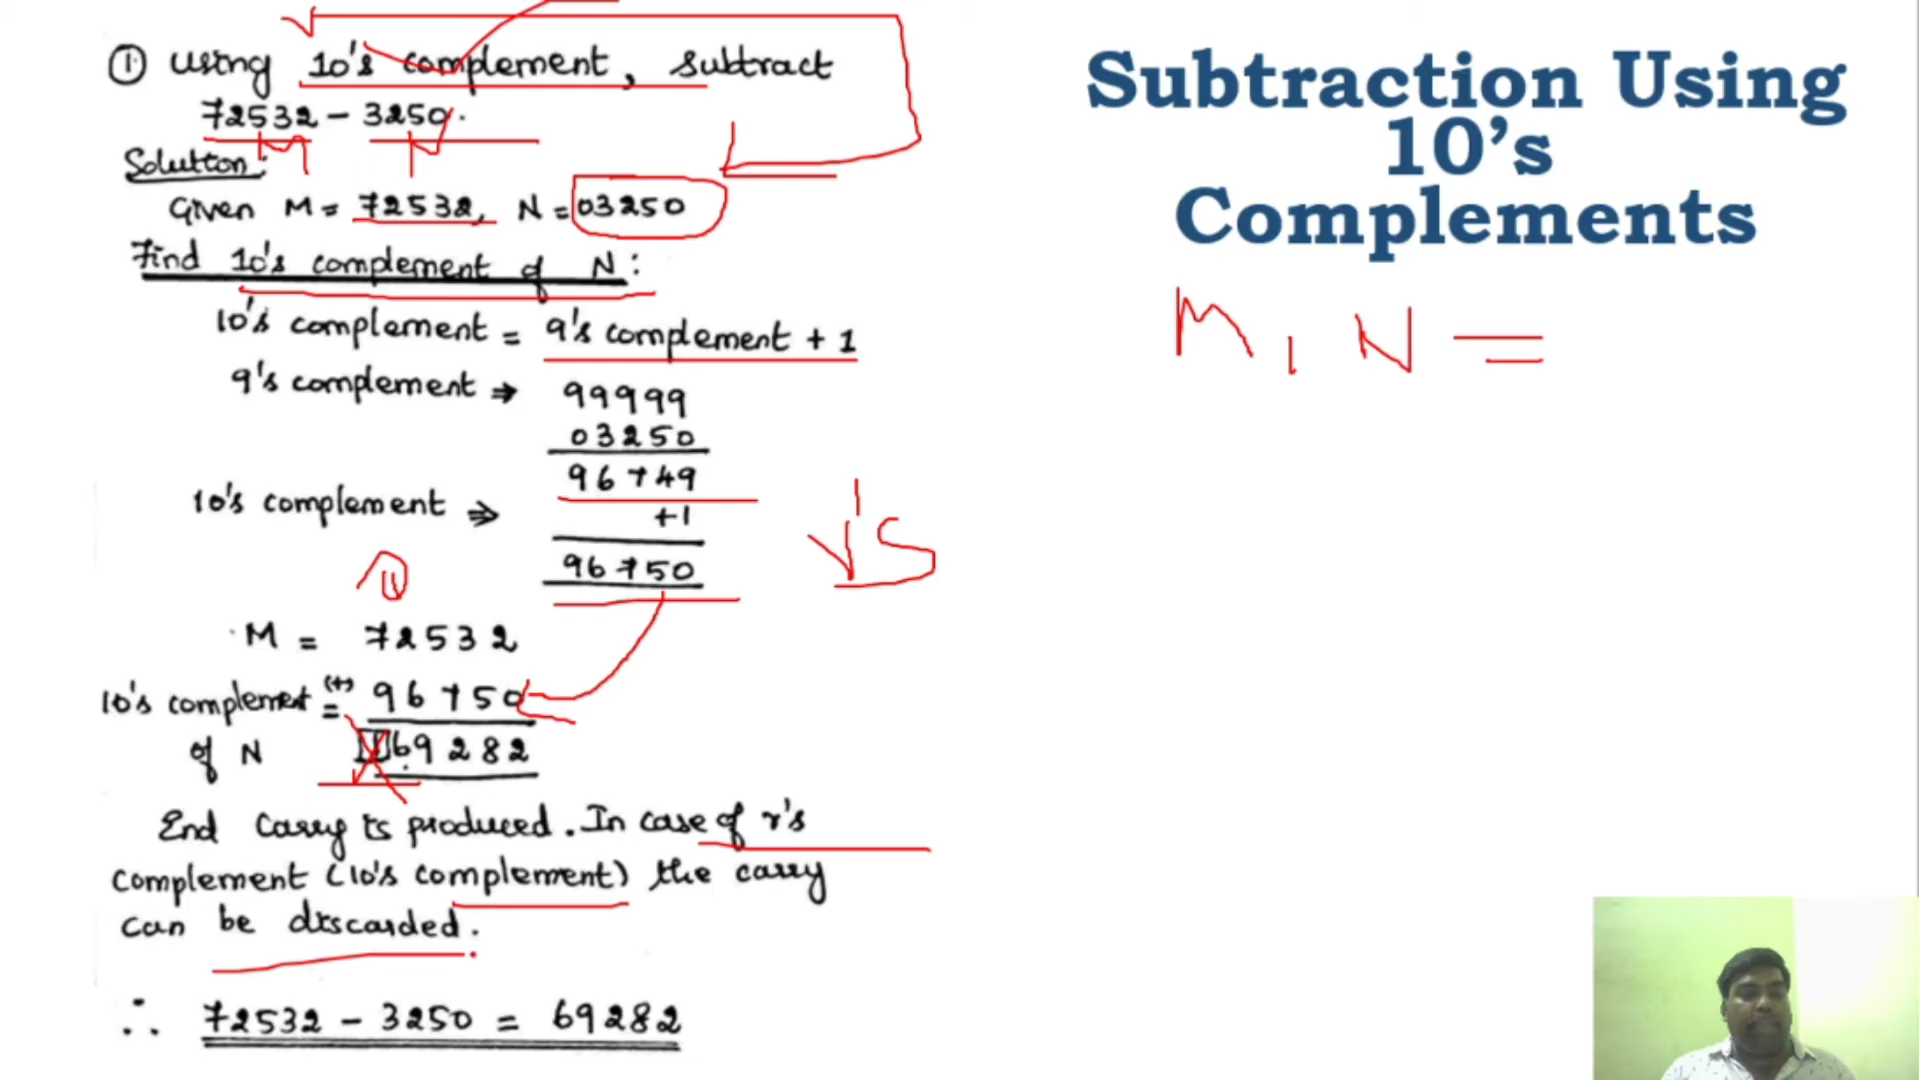 ① Using 10's complement, subtract
72532 - 3250.
M
N
Solution:
Given M = 72532, N = 03250
Find 10's complement of N:
10's complement = 9's complement + 1
9's complement ⇒ 99999
03250
96749
10's complement ⇒ +1
96750
M = 72532
10's complement = (+) 96750
of N 1 69282
End carry is produced. In case of r's
complement (10's complement) the carry
can be discarded.
∴ 72532 - 3250 = 69282
Subtraction Using
10’s
Complements
M, N =
r's